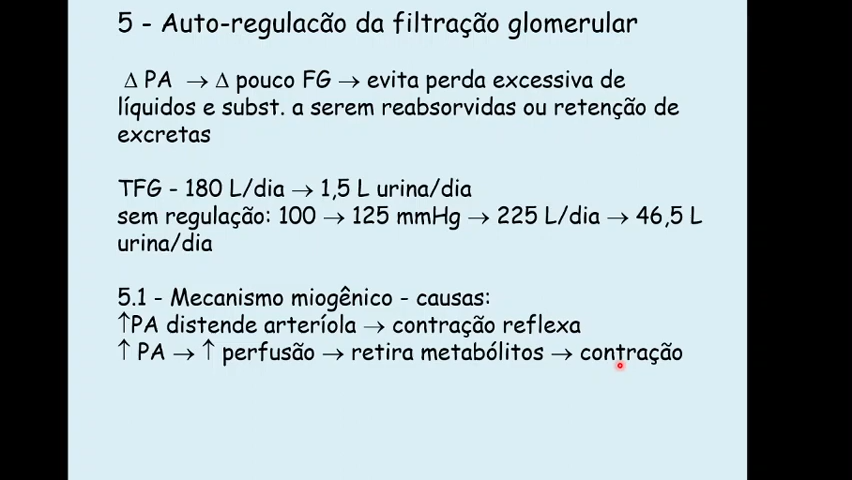 5 - Auto-regulacão da filtração glomerular
∆ PA → ∆ pouco FG → evita perda excessiva de
líquidos e subst. a serem reabsorvidas ou retenção de
excretas
TFG - 180 L/dia → 1,5 L urina/dia
sem regulação: 100 → 125 mmHg → 225 L/dia → 46,5 L
urina/dia
5.1 - Mecanismo miogênico - causas:
↑PA distende arteríola → contração reflexa
↑ PA → ↑ perfusão → retira metabólitos → contração